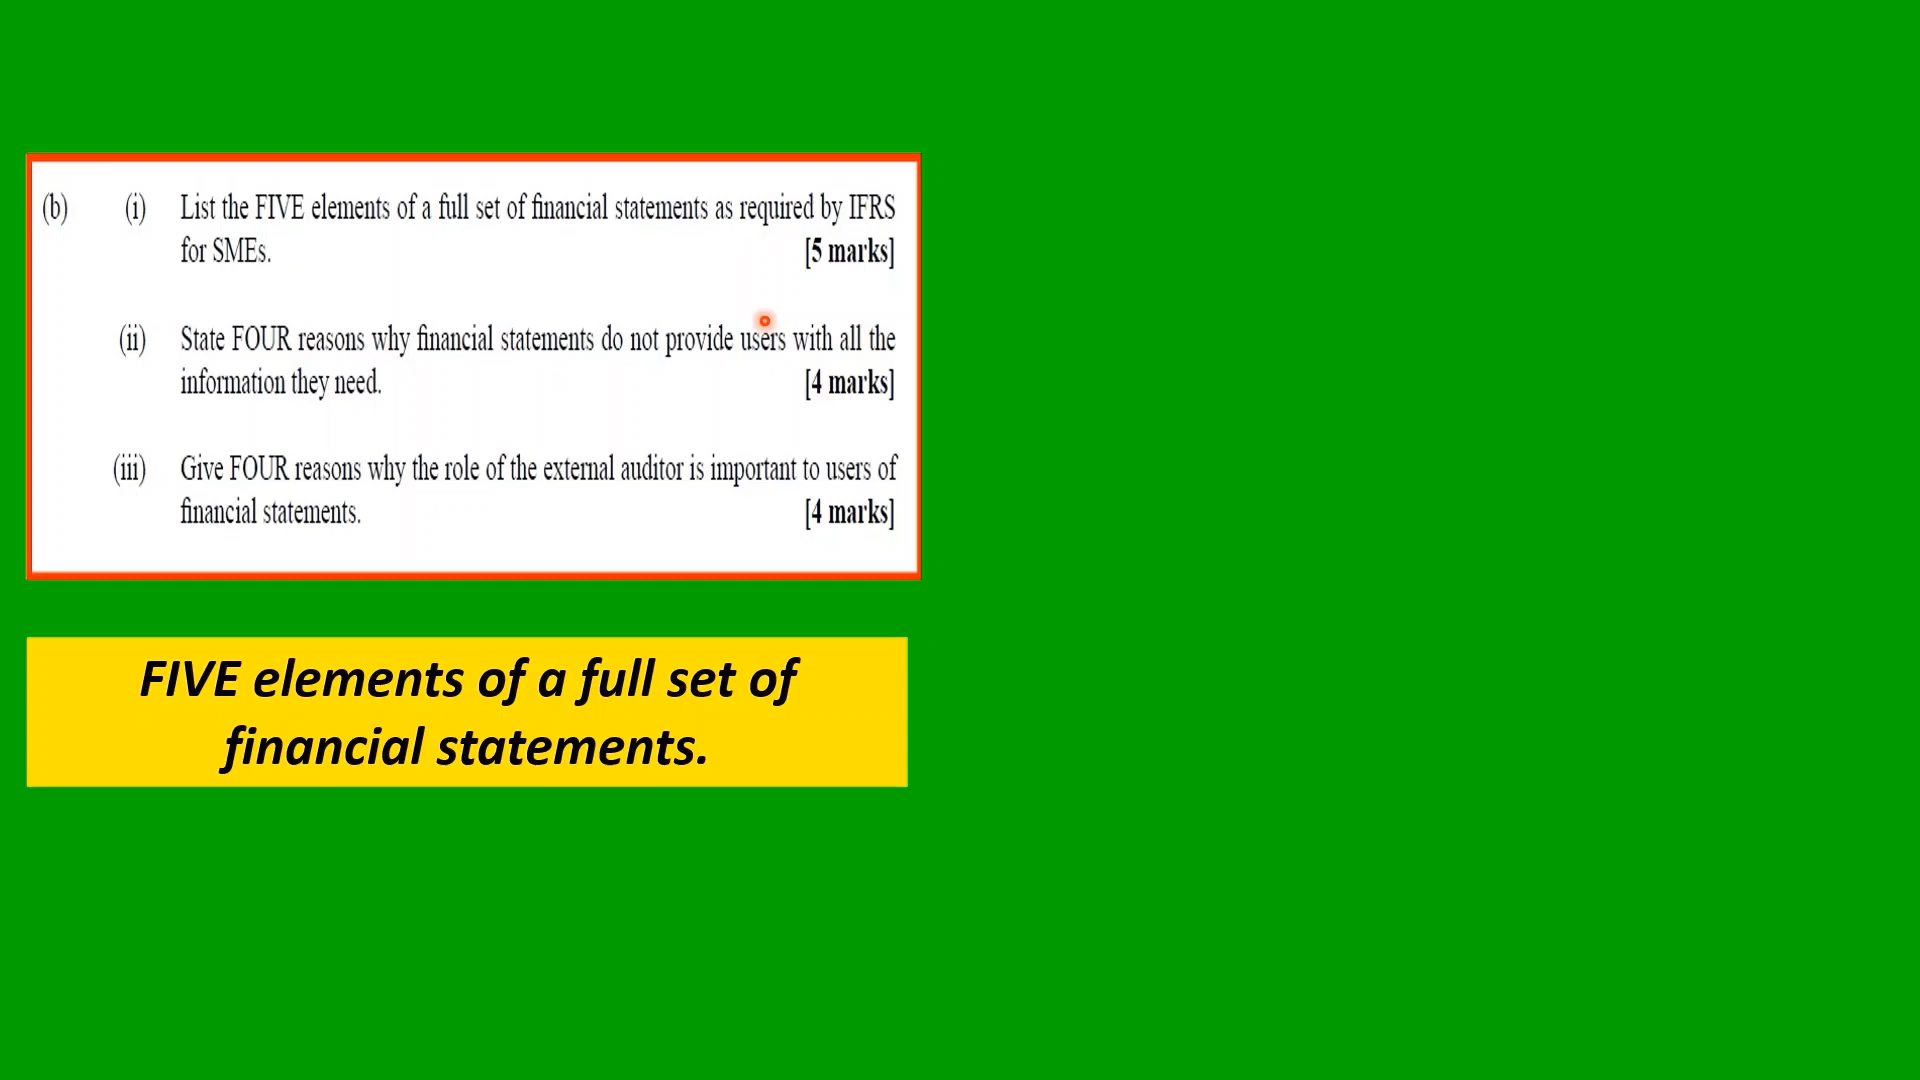 (b) (i) List the FIVE elements of a full set of financial statements as required by IFRS
for SMEs. [5 marks]
(ii) State FOUR reasons why financial statements do not provide users with all the
information they need. [4 marks]
(iii) Give FOUR reasons why the role of the external auditor is important to users of
financial statements. [4 marks]
FIVE elements of a full set of
financial statements.